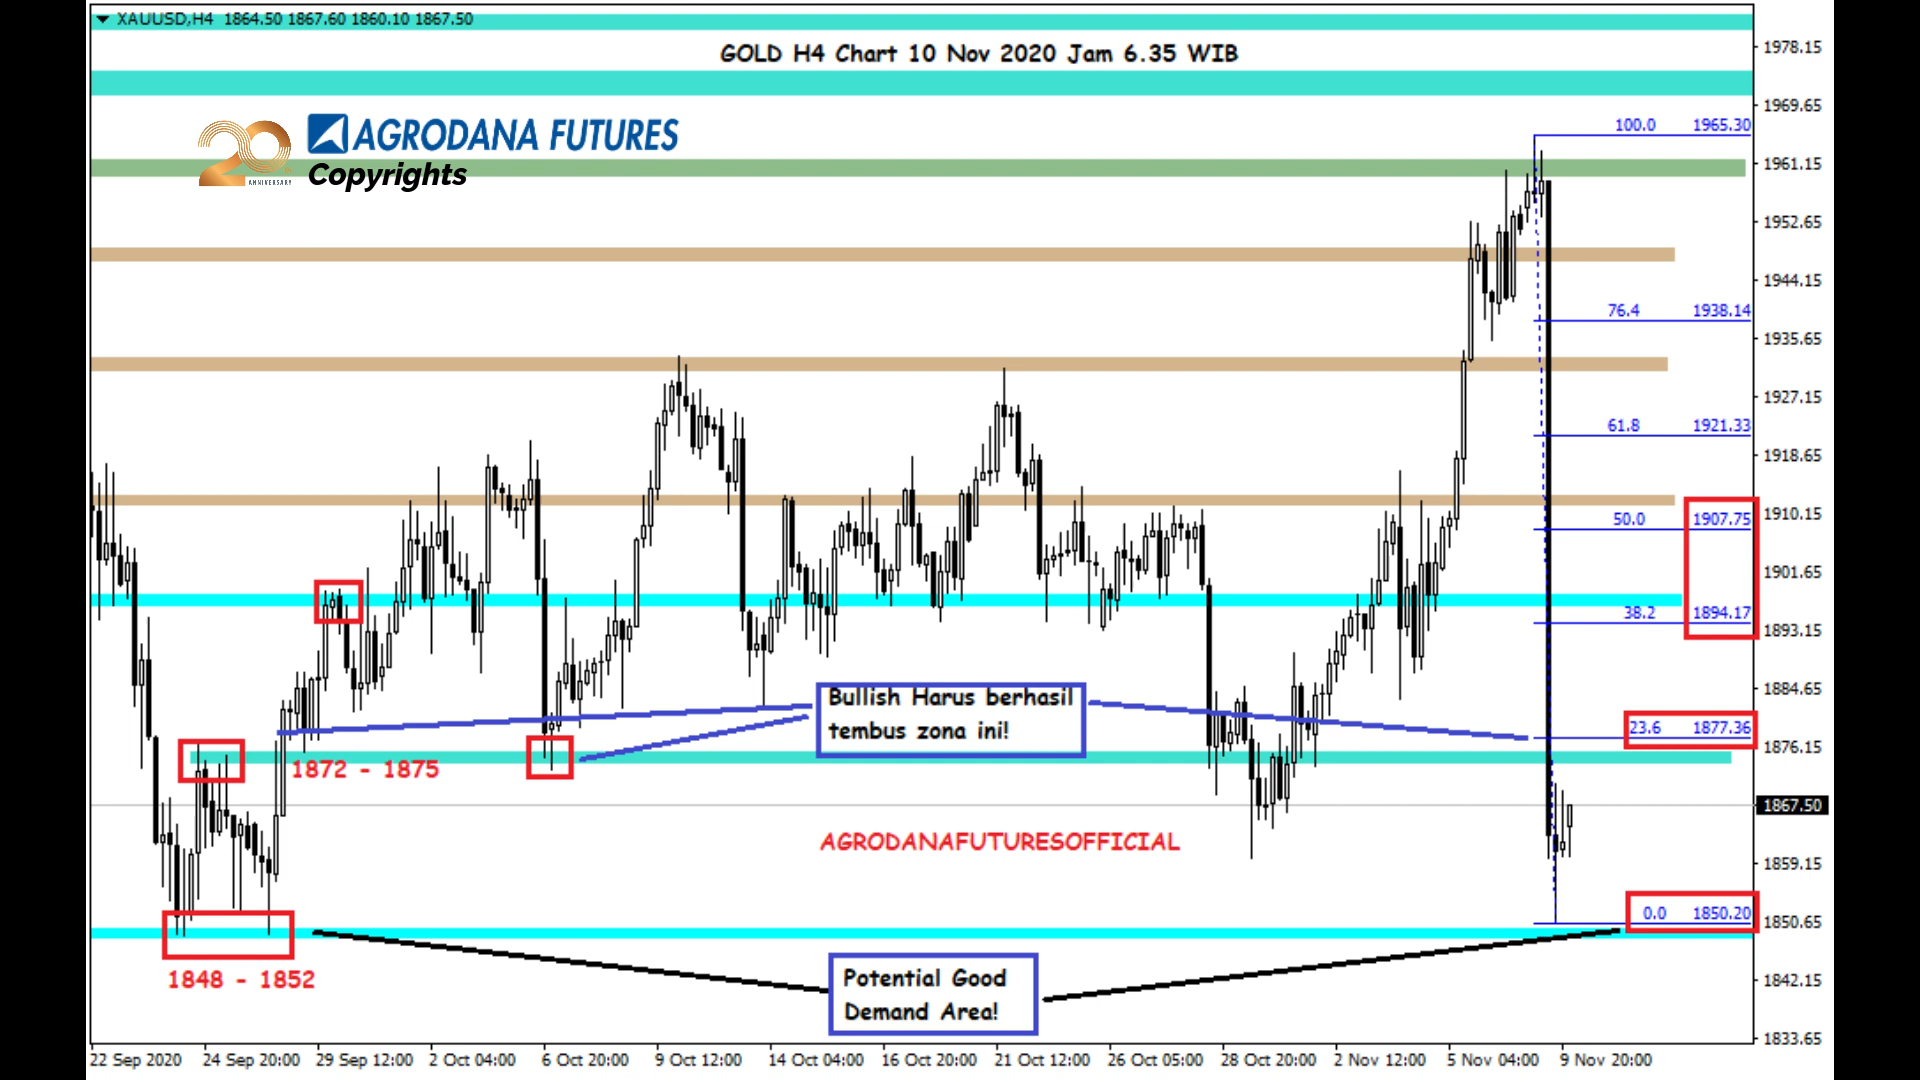 XAUUSD,H4 1864.50 1867.60 1860.10 1867.50
GOLD H4 Chart 10 Nov 2020 Jam 6.35 WIB
1978.15
1969.65
20
ANNIVERSARY
AGRODANA FUTURES
Copyrights
100.0 1965.30
1961.15
1952.65
1944.15
76.4 1938.14
1935.65
1927.15
61.8 1921.33
1918.65
1910.15
50.0 1907.75
1901.65
38.2 1894.17
1893.15
1884.65
Bullish Harus berhasil
tembus zona ini!
23.6 1877.36
1876.15
1872 - 1875
1867.50
AGRODANAFUTURESOFFICIAL
1859.15
0.0 1850.20
1850.65
1848 - 1852
Potential Good
Demand Area!
1842.15
1833.65
22 Sep 2020 24 Sep 20:00 29 Sep 12:00 2 Oct 04:00 6 Oct 20:00 9 Oct 12:00 14 Oct 04:00 16 Oct 20:00 21 Oct 12:00 26 Oct 05:00 28 Oct 20:00 2 Nov 12:00 5 Nov 04:00 9 Nov 20:00